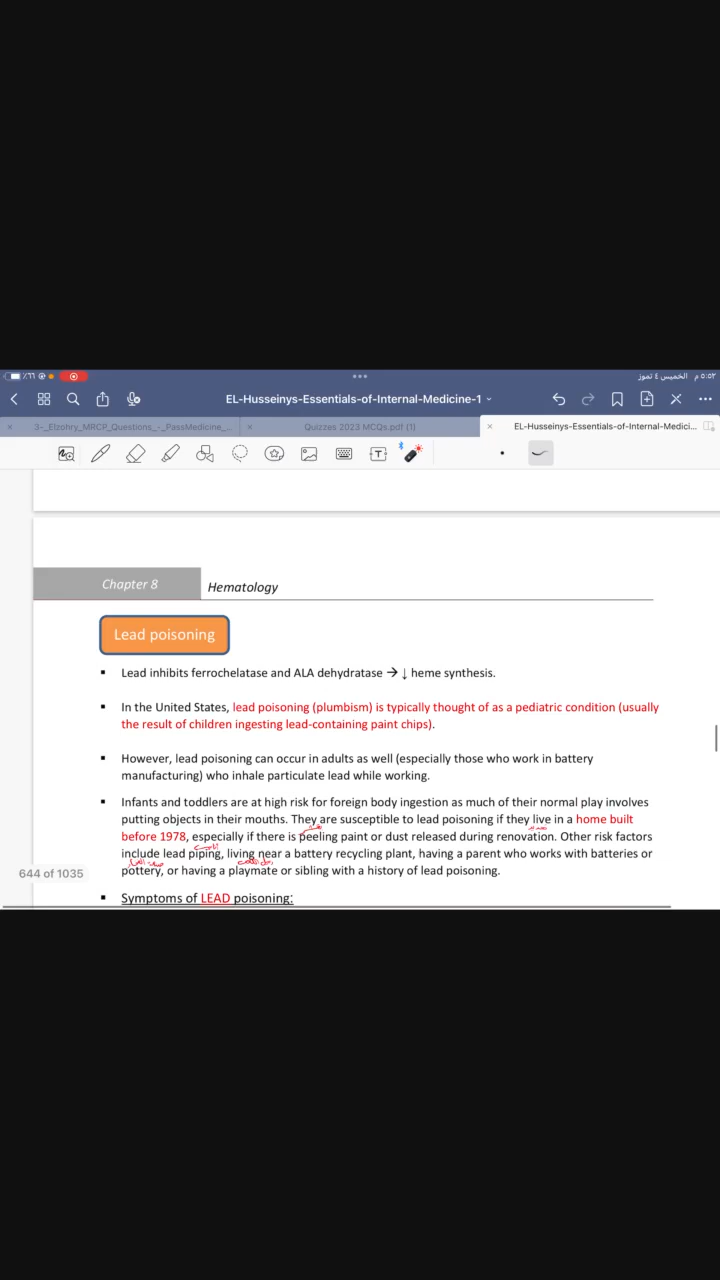 ٪٦٦
٥:٥٢ م الخميس ٤ تموز
EL-Husseinys-Essentials-of-Internal-Medicine-1
3-_Elzohry_MRCP_Questions_-_PassMedicine_...
Quizzes 2023 MCQs.pdf (1)
EL-Husseinys-Essentials-of-Internal-Medici...
Chapter 8
Hematology
Lead poisoning
▪ Lead inhibits ferrochelatase and ALA dehydratase → ↓ heme synthesis.
▪ In the United States, lead poisoning (plumbism) is typically thought of as a pediatric condition (usually
the result of children ingesting lead-containing paint chips).
▪ However, lead poisoning can occur in adults as well (especially those who work in battery
manufacturing) who inhale particulate lead while working.
▪ Infants and toddlers are at high risk for foreign body ingestion as much of their normal play involves
putting objects in their mouths. They are susceptible to lead poisoning if they live in a home built
before 1978, especially if there is peeling paint or dust released during renovation. Other risk factors
include lead piping, living near a battery recycling plant, having a parent who works with batteries or
pottery, or having a playmate or sibling with a history of lead poisoning.
644 of 1035
▪ Symptoms of LEAD poisoning: